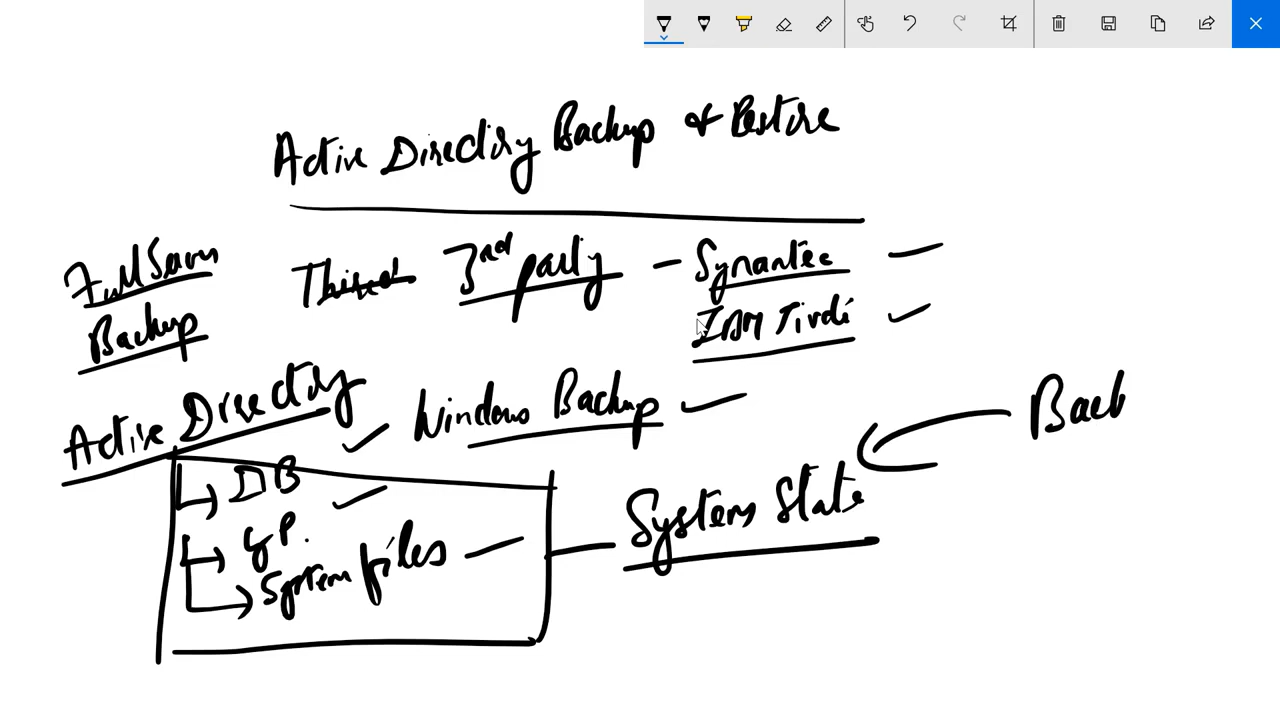 Active Directory Backup & Restore
Full Server Backup
Third 3rd party - Symantec
IBM Tivoli
Active Directory
Windows Backup
Back
DB
GP.
System files
System State